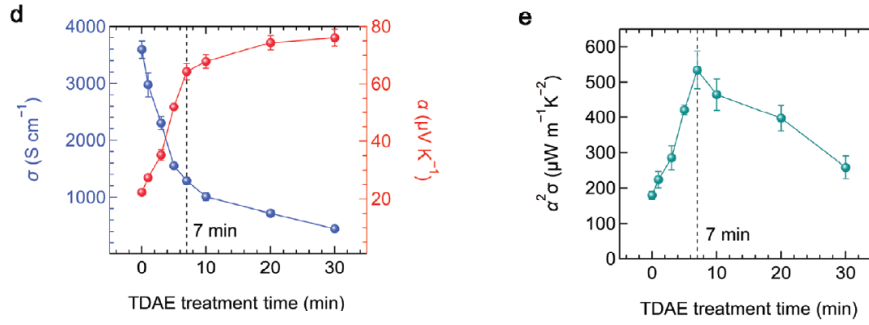 d
4000
3000
2000
1000
σ (S cm⁻¹)
80
60
40
20
0
α (μV K⁻¹)
7 min
0 10 20 30
TDAE treatment time (min)
e
600
500
400
300
200
100
0
α² σ (μW m⁻¹K⁻²)
7 min
0 10 20 30
TDAE treatment time (min)